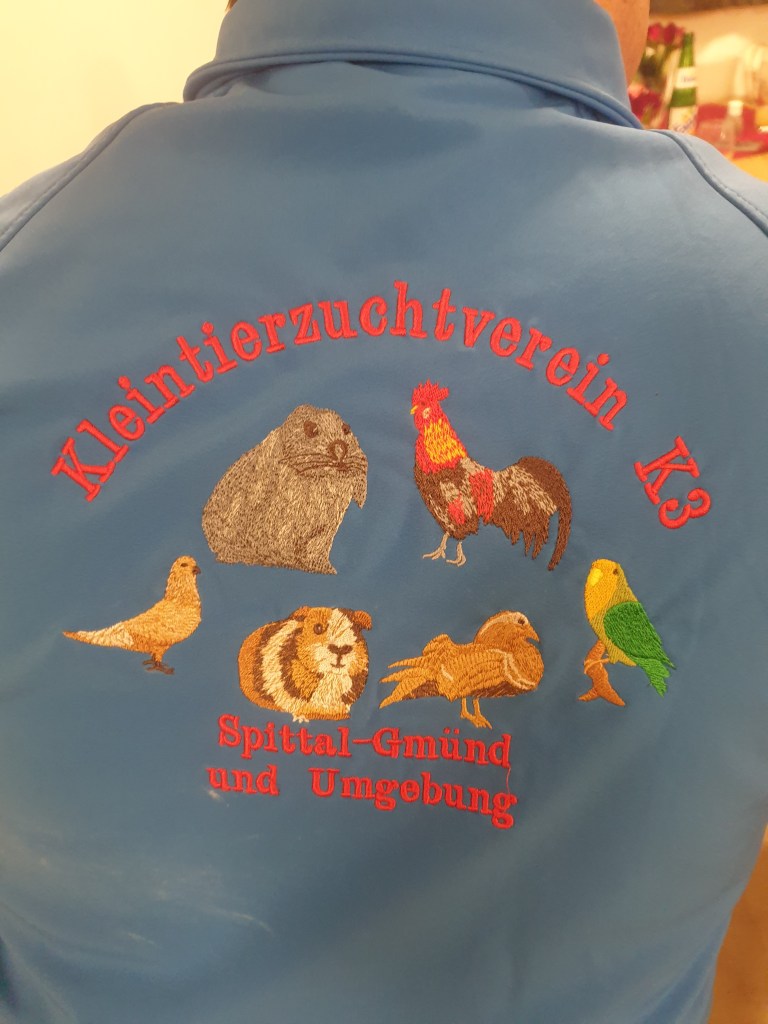 Kleintierzuchtverein K3
Spittal-Gmünd
und Umgebung